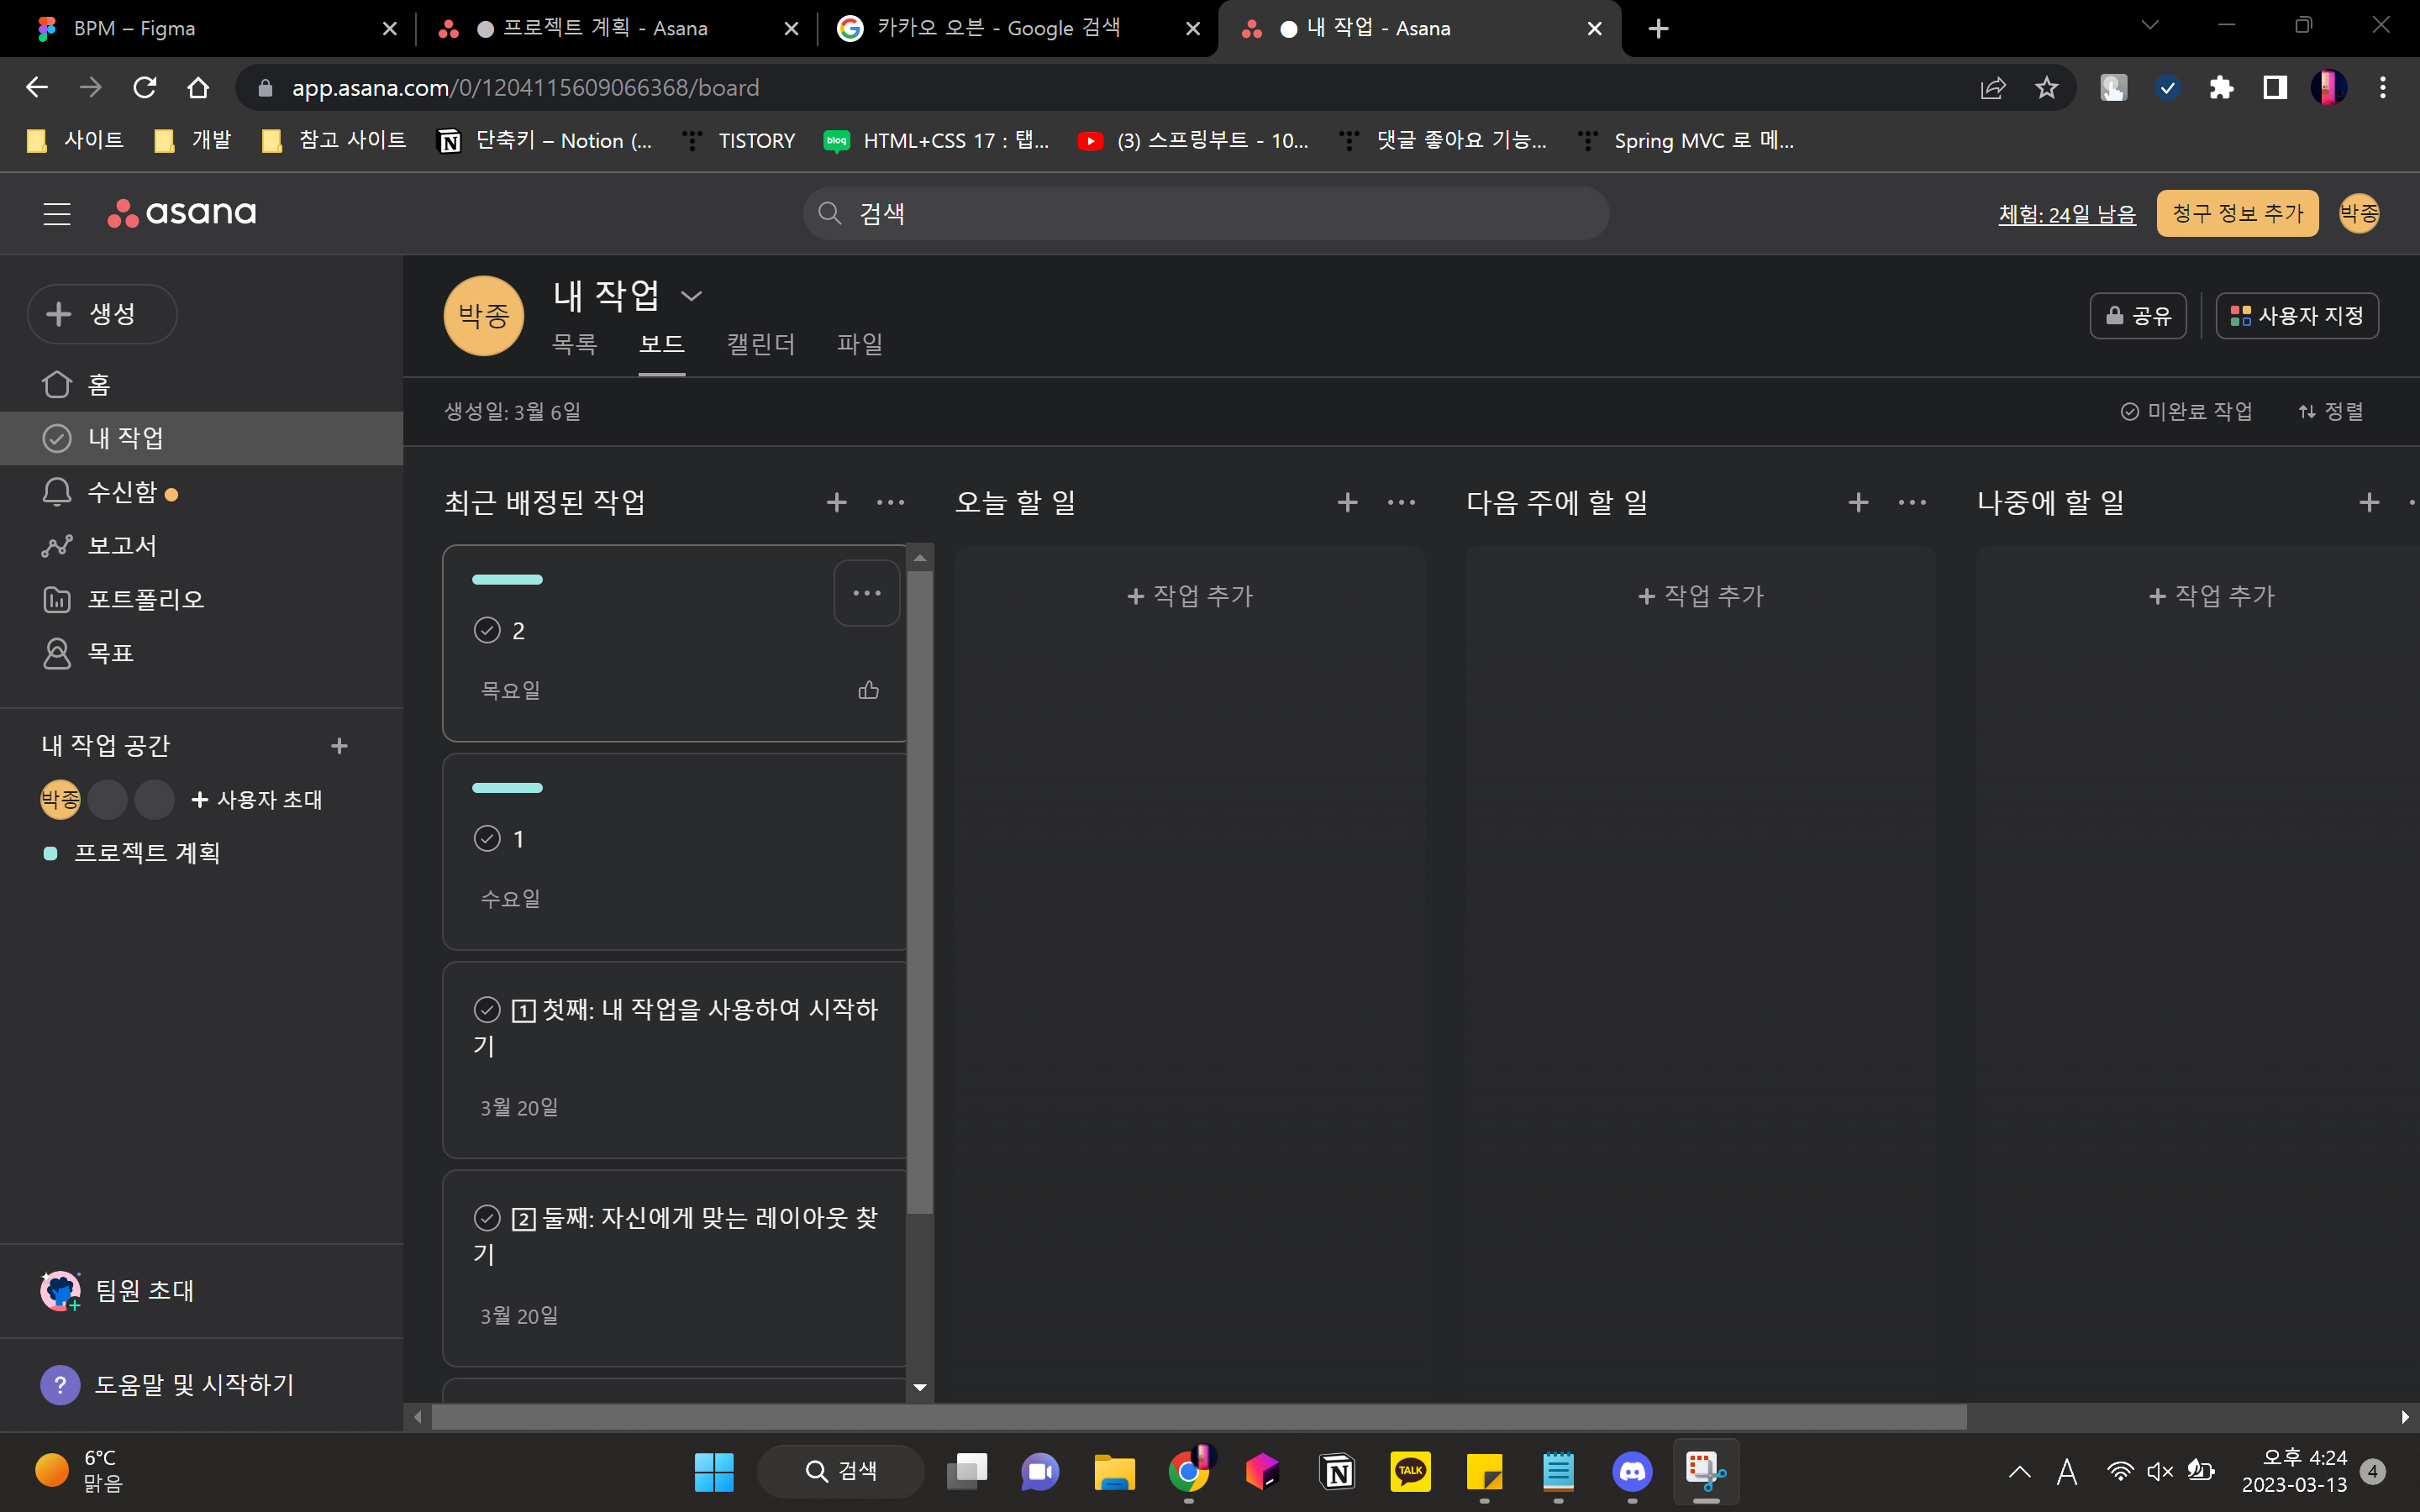 BPM – Figma
프로젝트 계획 - Asana
카카오 오븐 - Google 검색
내 작업 - Asana
app.asana.com/0/1204115609066368/board
사이트
개발
참고 사이트
단축키 – Notion (...
TISTORY
blog
HTML+CSS 17 : 탭...
(3) 스프링부트 - 10...
댓글 좋아요 기능...
Spring MVC 로 메...
asana
검색
체험: 24일 남음
청구 정보 추가
박종
생성
홈
내 작업
수신함
보고서
포트폴리오
목표
내 작업 공간
박종
사용자 초대
프로젝트 계획
팀원 초대
? 도움말 및 시작하기
박종
내 작업
목록
보드
캘린더
파일
공유
사용자 지정
생성일: 3월 6일
미완료 작업
정렬
최근 배정된 작업
2
목요일
1
수요일
1 첫째: 내 작업을 사용하여 시작하
기
3월 20일
2 둘째: 자신에게 맞는 레이아웃 찾
기
3월 20일
오늘 할 일
+ 작업 추가
다음 주에 할 일
+ 작업 추가
나중에 할 일
+ 작업 추가
6°C
맑음
검색
N
TALK
A
오후 4:24
2023-03-13
4